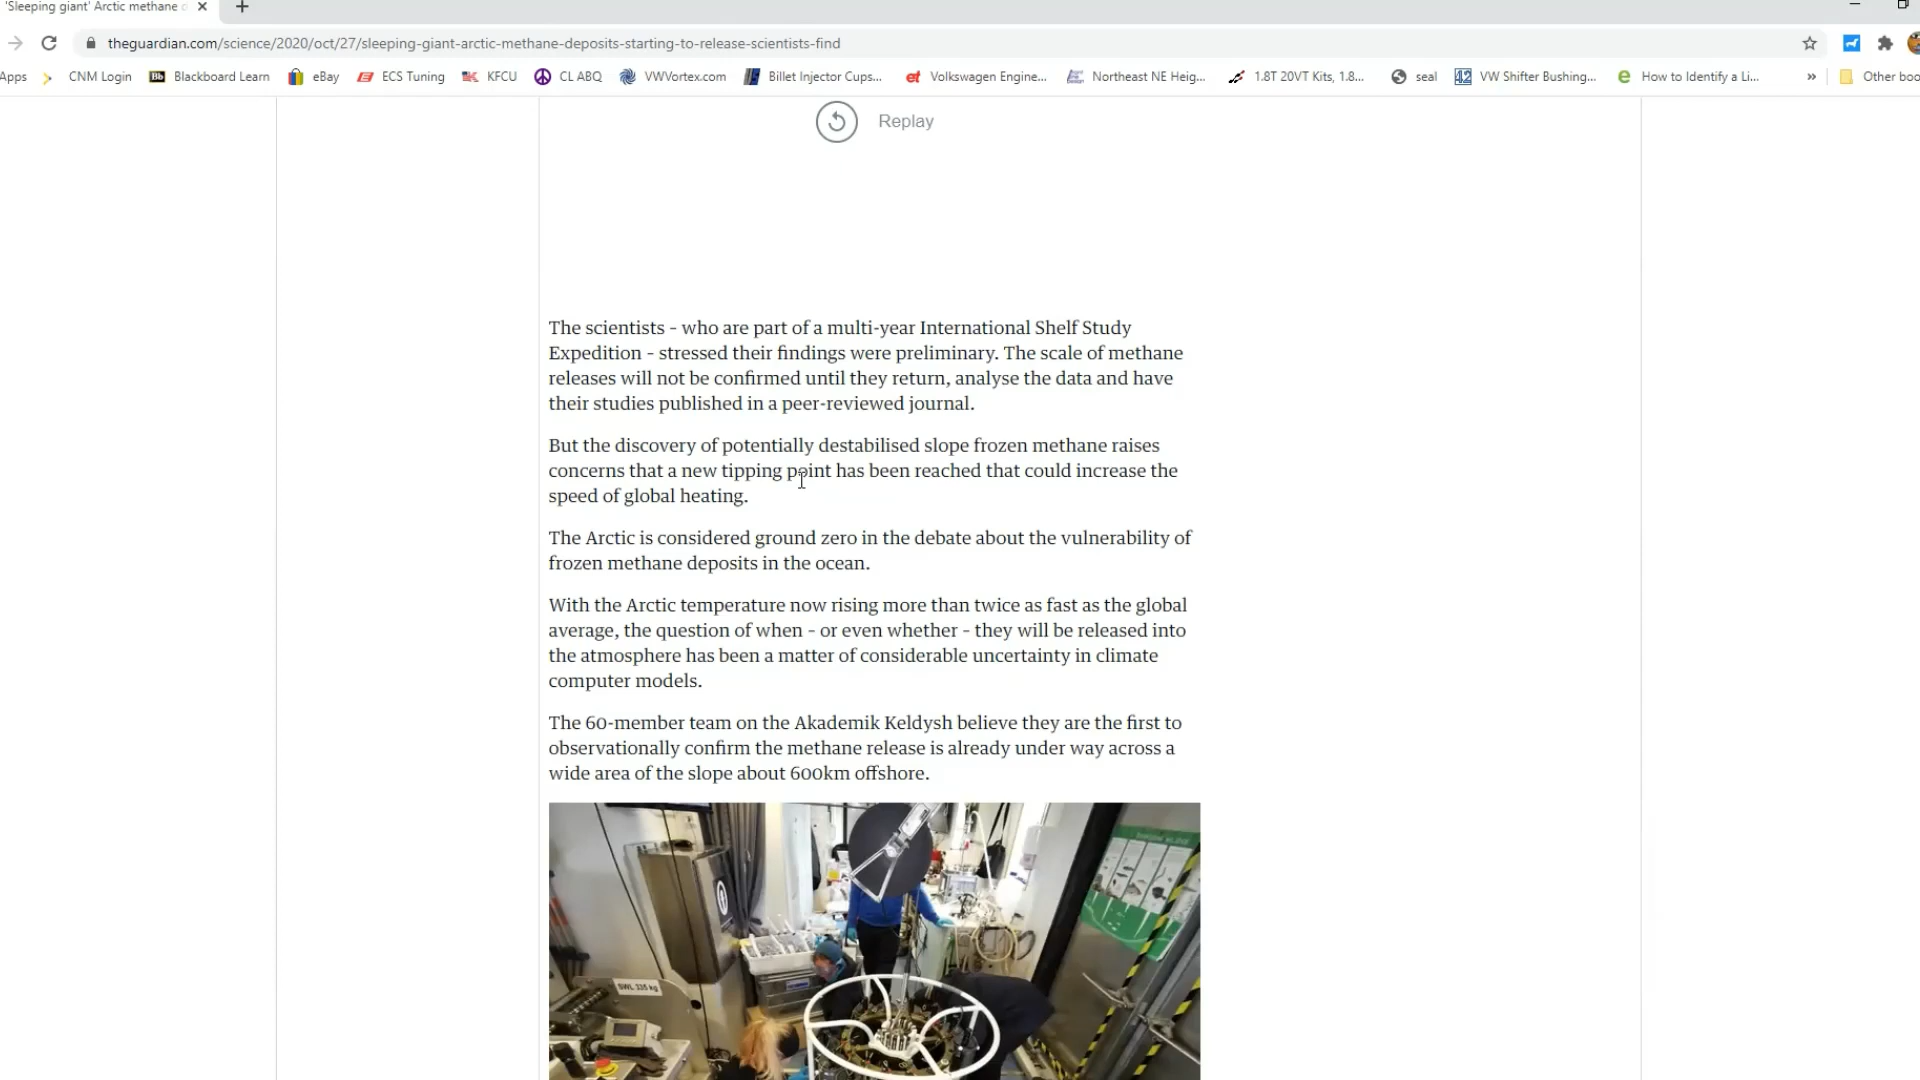 'Sleeping giant' Arctic methane
theguardian.com/science/2020/oct/27/sleeping-giant-arctic-methane-deposits-starting-to-release-scientists-find
Apps CNM Login Bb Blackboard Learn eBay ECS Tuning KFCU CL ABQ VWVortex.com Billet Injector Cups... et Volkswagen Engine... Northeast NE Heig... 1.8T 20VT Kits, 1.8... seal 42 VW Shifter Bushing... How to Identify a Li... » Other boo
Replay
The scientists – who are part of a multi-year International Shelf Study
Expedition – stressed their findings were preliminary. The scale of methane
releases will not be confirmed until they return, analyse the data and have
their studies published in a peer-reviewed journal.
But the discovery of potentially destabilised slope frozen methane raises
concerns that a new tipping point has been reached that could increase the
speed of global heating.
The Arctic is considered ground zero in the debate about the vulnerability of
frozen methane deposits in the ocean.
With the Arctic temperature now rising more than twice as fast as the global
average, the question of when – or even whether – they will be released into
the atmosphere has been a matter of considerable uncertainty in climate
computer models.
The 60-member team on the Akademik Keldysh believe they are the first to
observationally confirm the methane release is already under way across a
wide area of the slope about 600km offshore.
SWL 335 kg